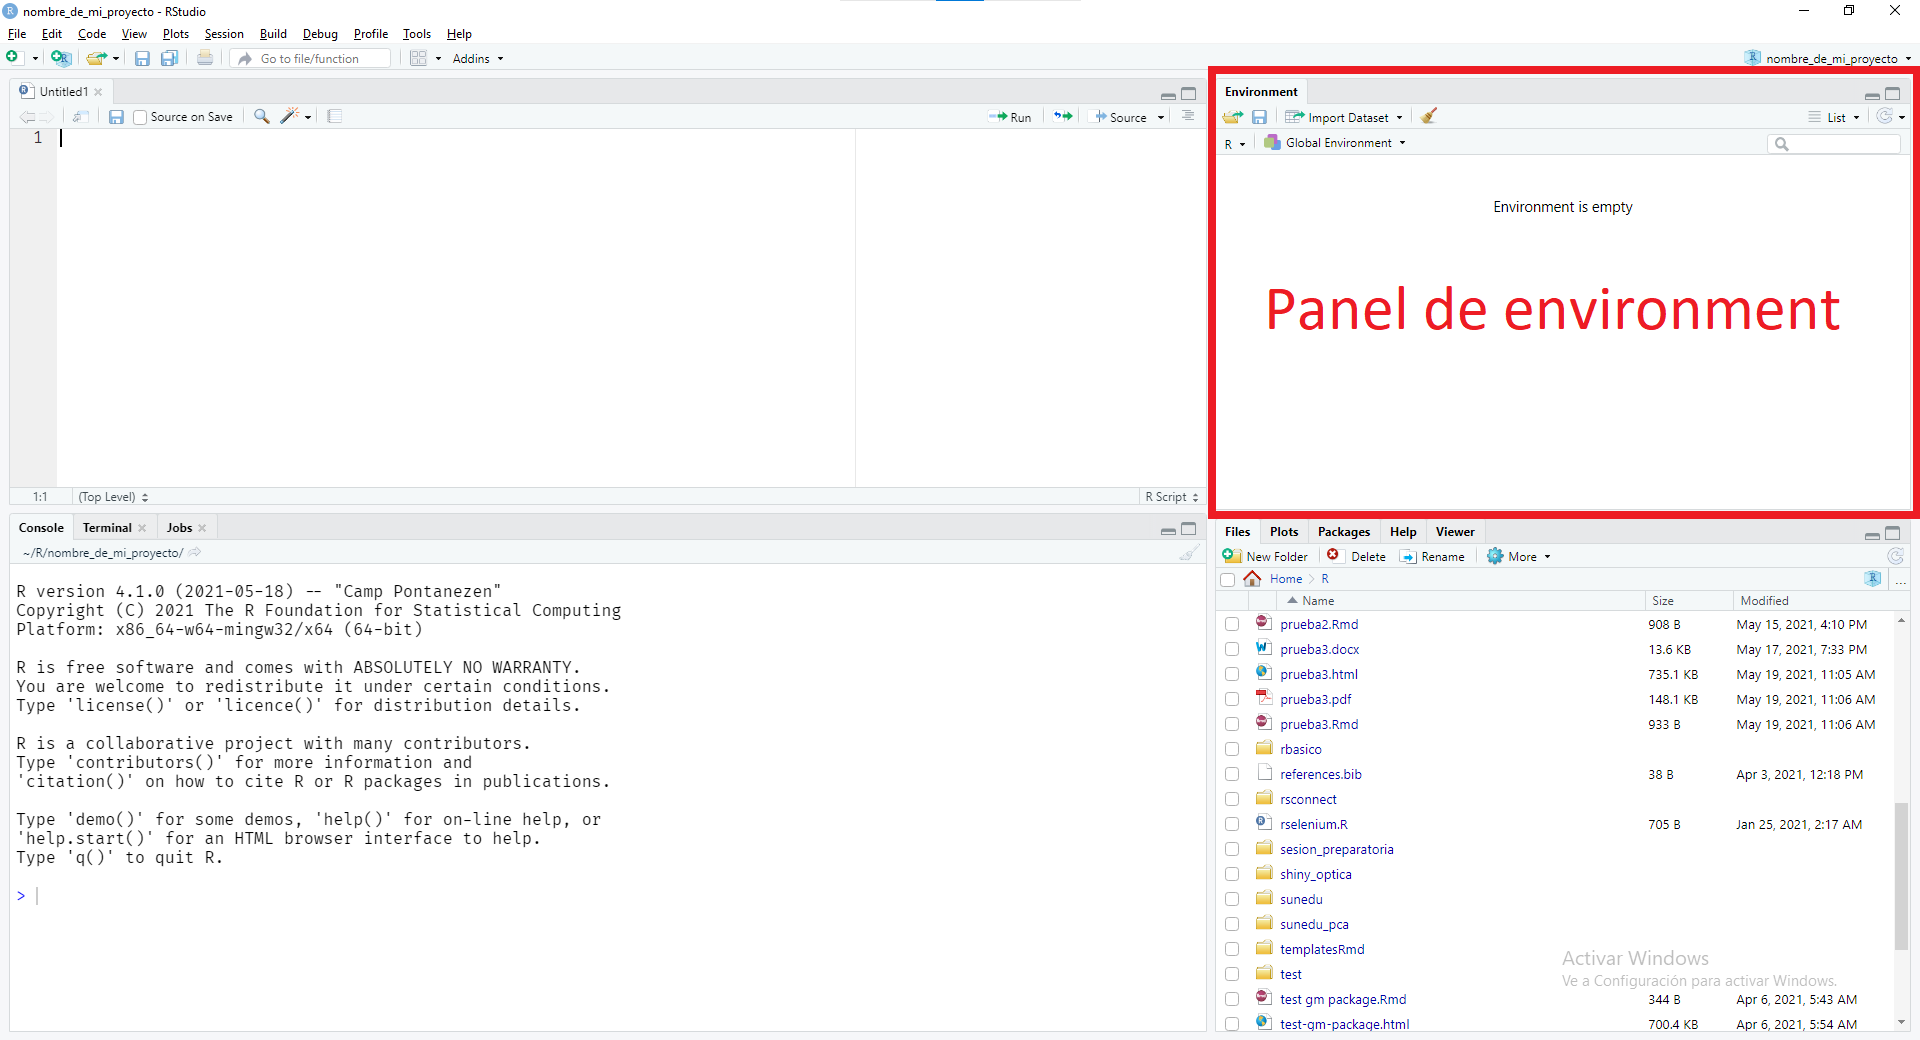 nombre_de_mi_proyecto - RStudio
File Edit Code View Plots Session Build Debug Profile Tools Help
Go to file/function Addins nombre_de_mi_proyecto
Untitled1
Source on Save Run Source
1
1:1 (Top Level) R Script
Environment
Import Dataset List
R Global Environment
Environment is empty
Panel de environment
Console Terminal Jobs
~/R/nombre_de_mi_proyecto/
R version 4.1.0 (2021-05-18) -- "Camp Pontanezen"
Copyright (C) 2021 The R Foundation for Statistical Computing
Platform: x86_64-w64-mingw32/x64 (64-bit)
R is free software and comes with ABSOLUTELY NO WARRANTY.
You are welcome to redistribute it under certain conditions.
Type 'license()' or 'licence()' for distribution details.
R is a collaborative project with many contributors.
Type 'contributors()' for more information and
'citation()' on how to cite R or R packages in publications.
Type 'demo()' for some demos, 'help()' for on-line help, or
'help.start()' for an HTML browser interface to help.
Type 'q()' to quit R.
>
Files Plots Packages Help Viewer
New Folder Delete Rename More
Home R ...
Name Size Modified
prueba2.Rmd 908 B May 15, 2021, 4:10 PM
prueba3.docx 13.6 KB May 17, 2021, 7:33 PM
prueba3.html 735.1 KB May 19, 2021, 11:05 AM
prueba3.pdf 148.1 KB May 19, 2021, 11:06 AM
prueba3.Rmd 933 B May 19, 2021, 11:06 AM
rbasico
references.bib 38 B Apr 3, 2021, 12:18 PM
rsconnect
rselenium.R 705 B Jan 25, 2021, 2:17 AM
sesion_preparatoria
shiny_optica
sunedu
sunedu_pca
templatesRmd
test
test gm package.Rmd 344 B Apr 6, 2021, 5:43 AM
test-gm-package.html 700.4 KB Apr 6, 2021, 5:54 AM
Activar Windows
Ve a Configuración para activar Windows.